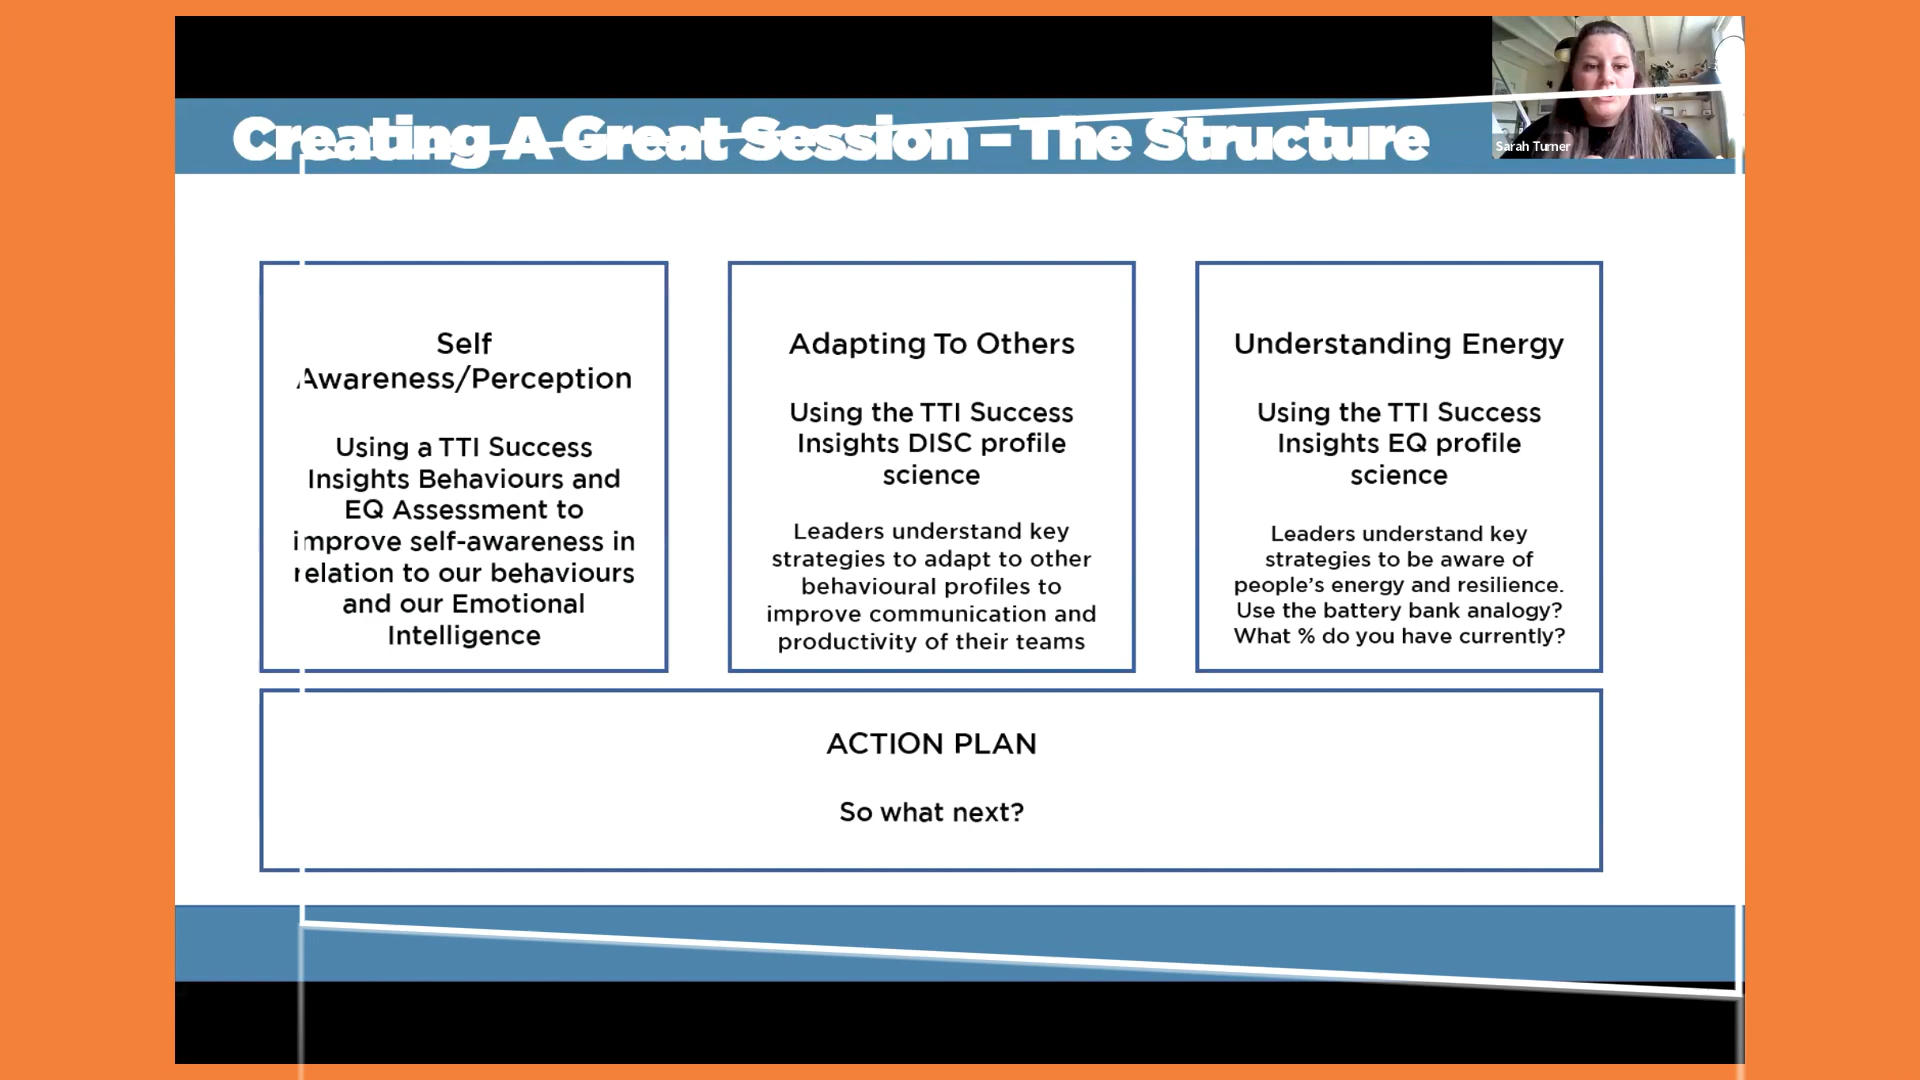 Creating A Great Session - The Structure
Sarah Turner
Self
Awareness/Perception
Using a TTI Success
Insights Behaviours and
EQ Assessment to
improve self-awareness in
relation to our behaviours
and our Emotional
Intelligence
Adapting To Others
Using the TTI Success
Insights DISC profile
science
Leaders understand key
strategies to adapt to other
behavioural profiles to
improve communication and
productivity of their teams
Understanding Energy
Using the TTI Success
Insights EQ profile
science
Leaders understand key
strategies to be aware of
people's energy and resilience.
Use the battery bank analogy?
What % do you have currently?
ACTION PLAN
So what next?